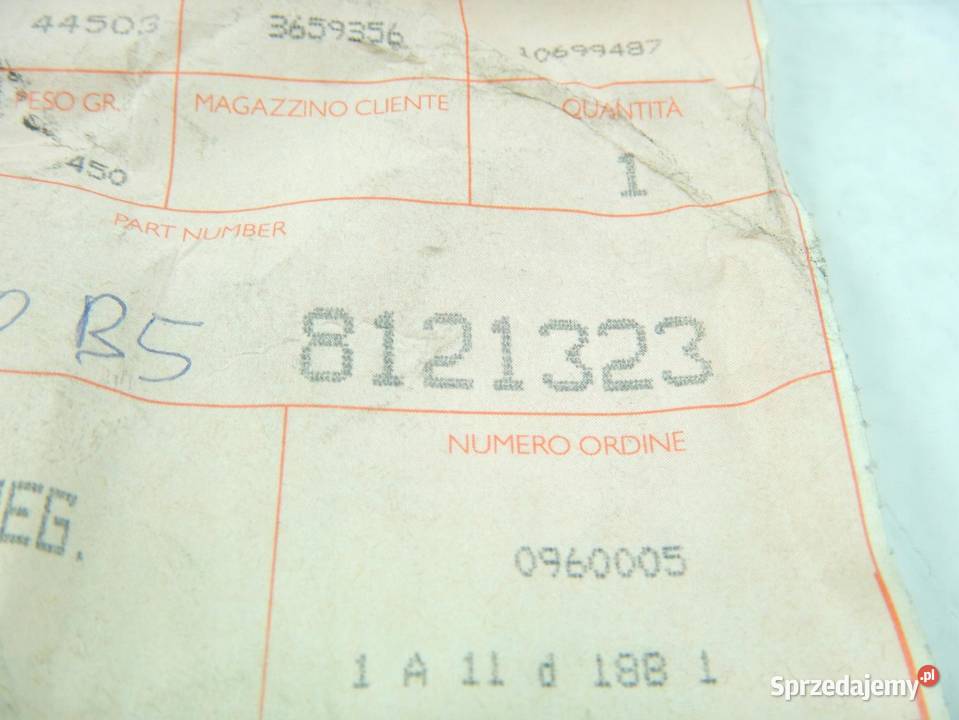 44503 3659356 10699487
PESO GR. MAGAZZINO CLIENTE QUANTITÀ
450 1
PART NUMBER
B5 8121323
NUMERO ORDINE
EG.
0960005
1 A 11 d 188 1
Sprzedajemy.pl